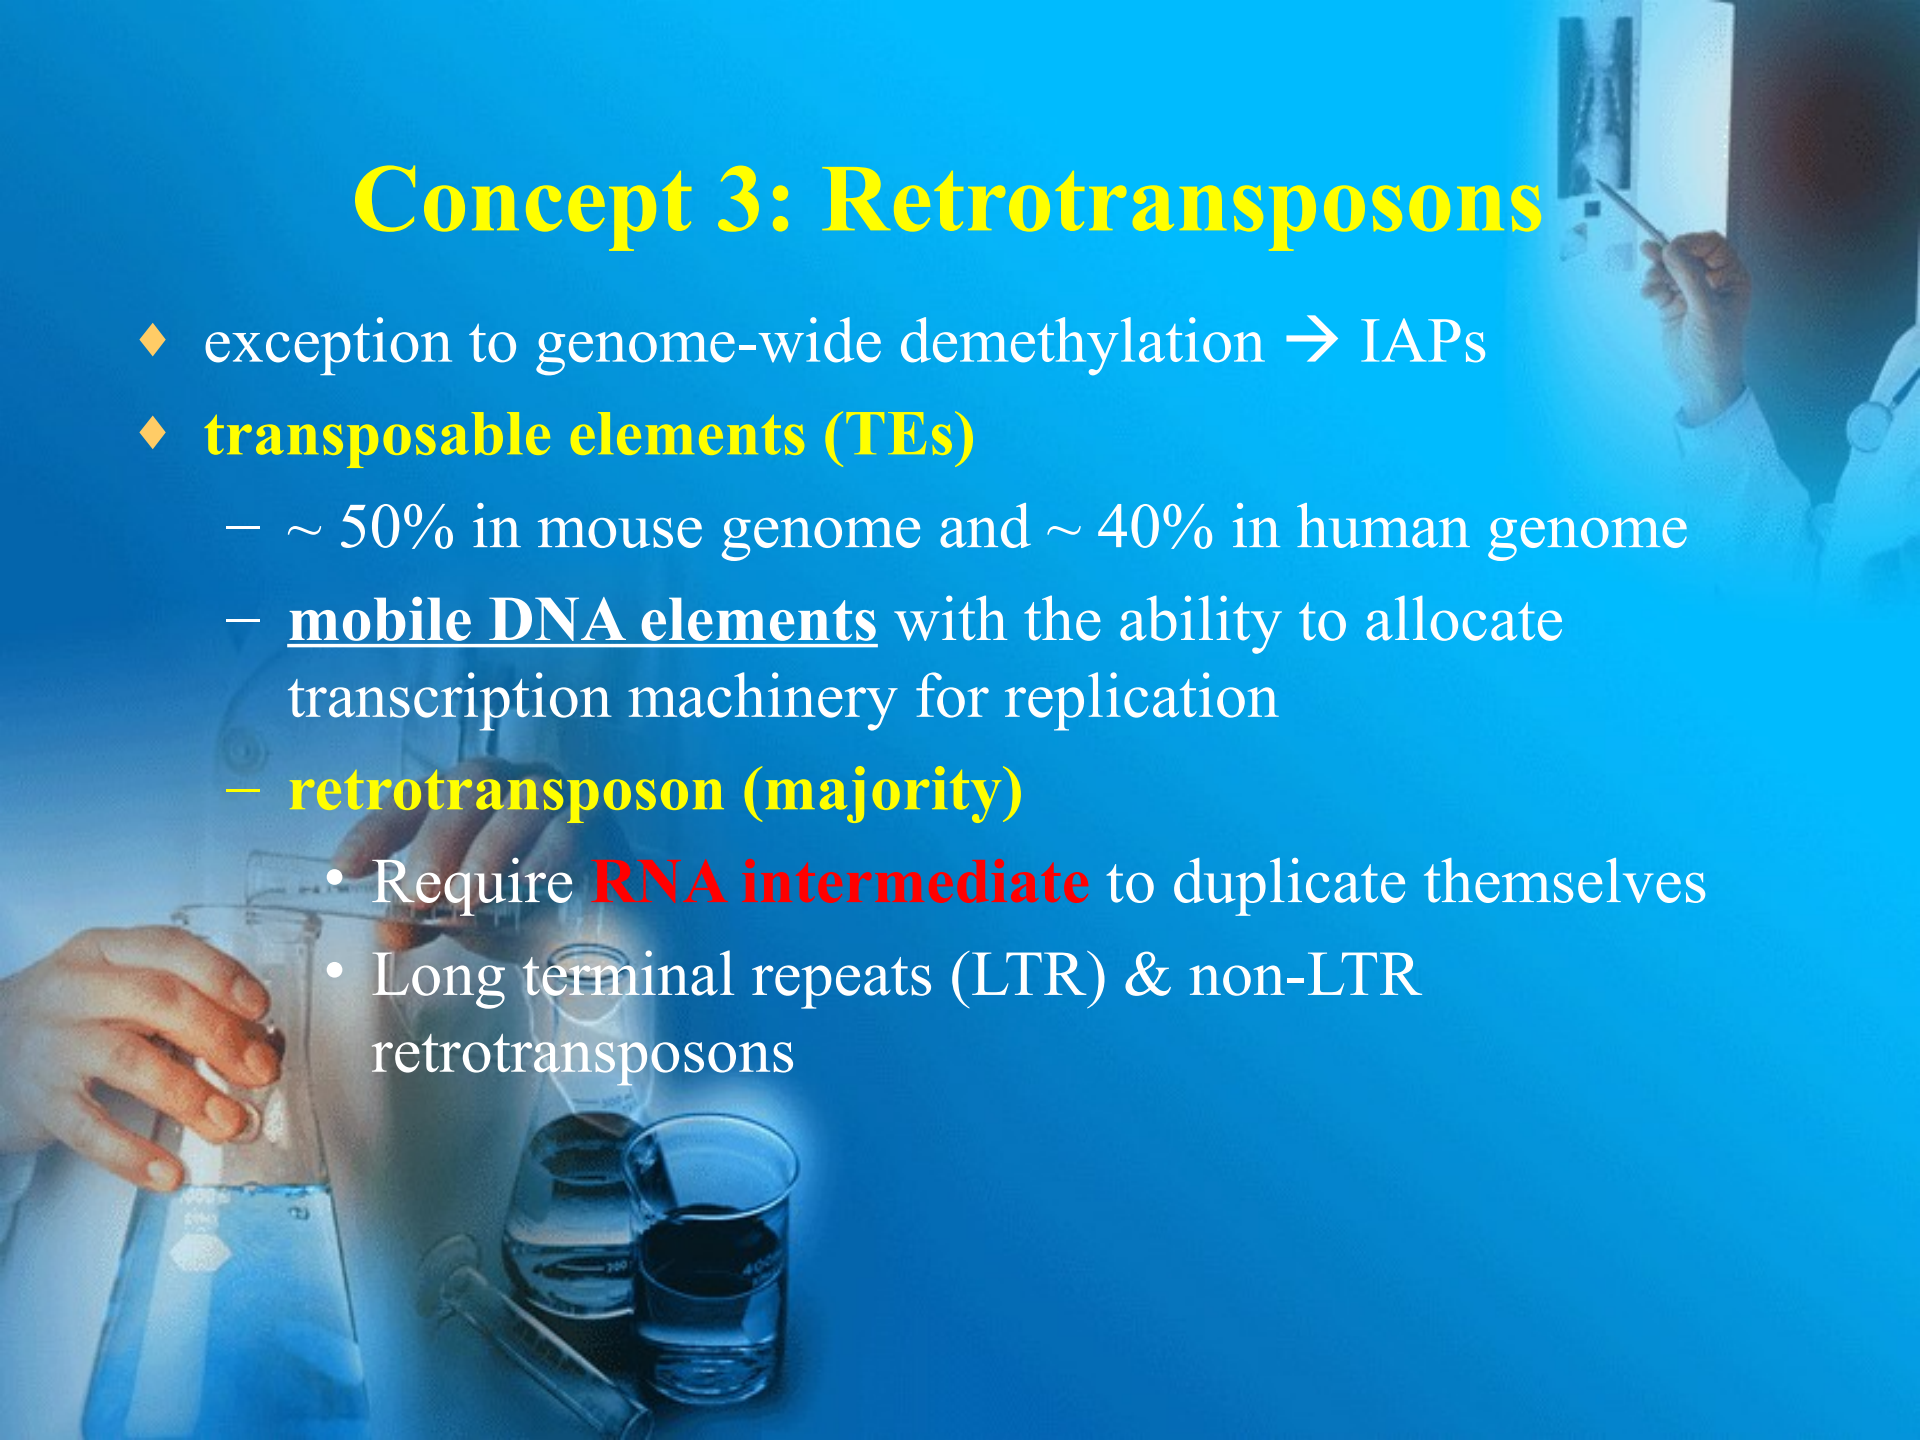 Concept 3: Retrotransposons
♦ exception to genome-wide demethylation → IAPs
♦ transposable elements (TEs)
– ~ 50% in mouse genome and ~ 40% in human genome
– mobile DNA elements with the ability to allocate
transcription machinery for replication
– retrotransposon (majority)
• Require RNA intermediate to duplicate themselves
• Long terminal repeats (LTR) & non-LTR
retrotransposons